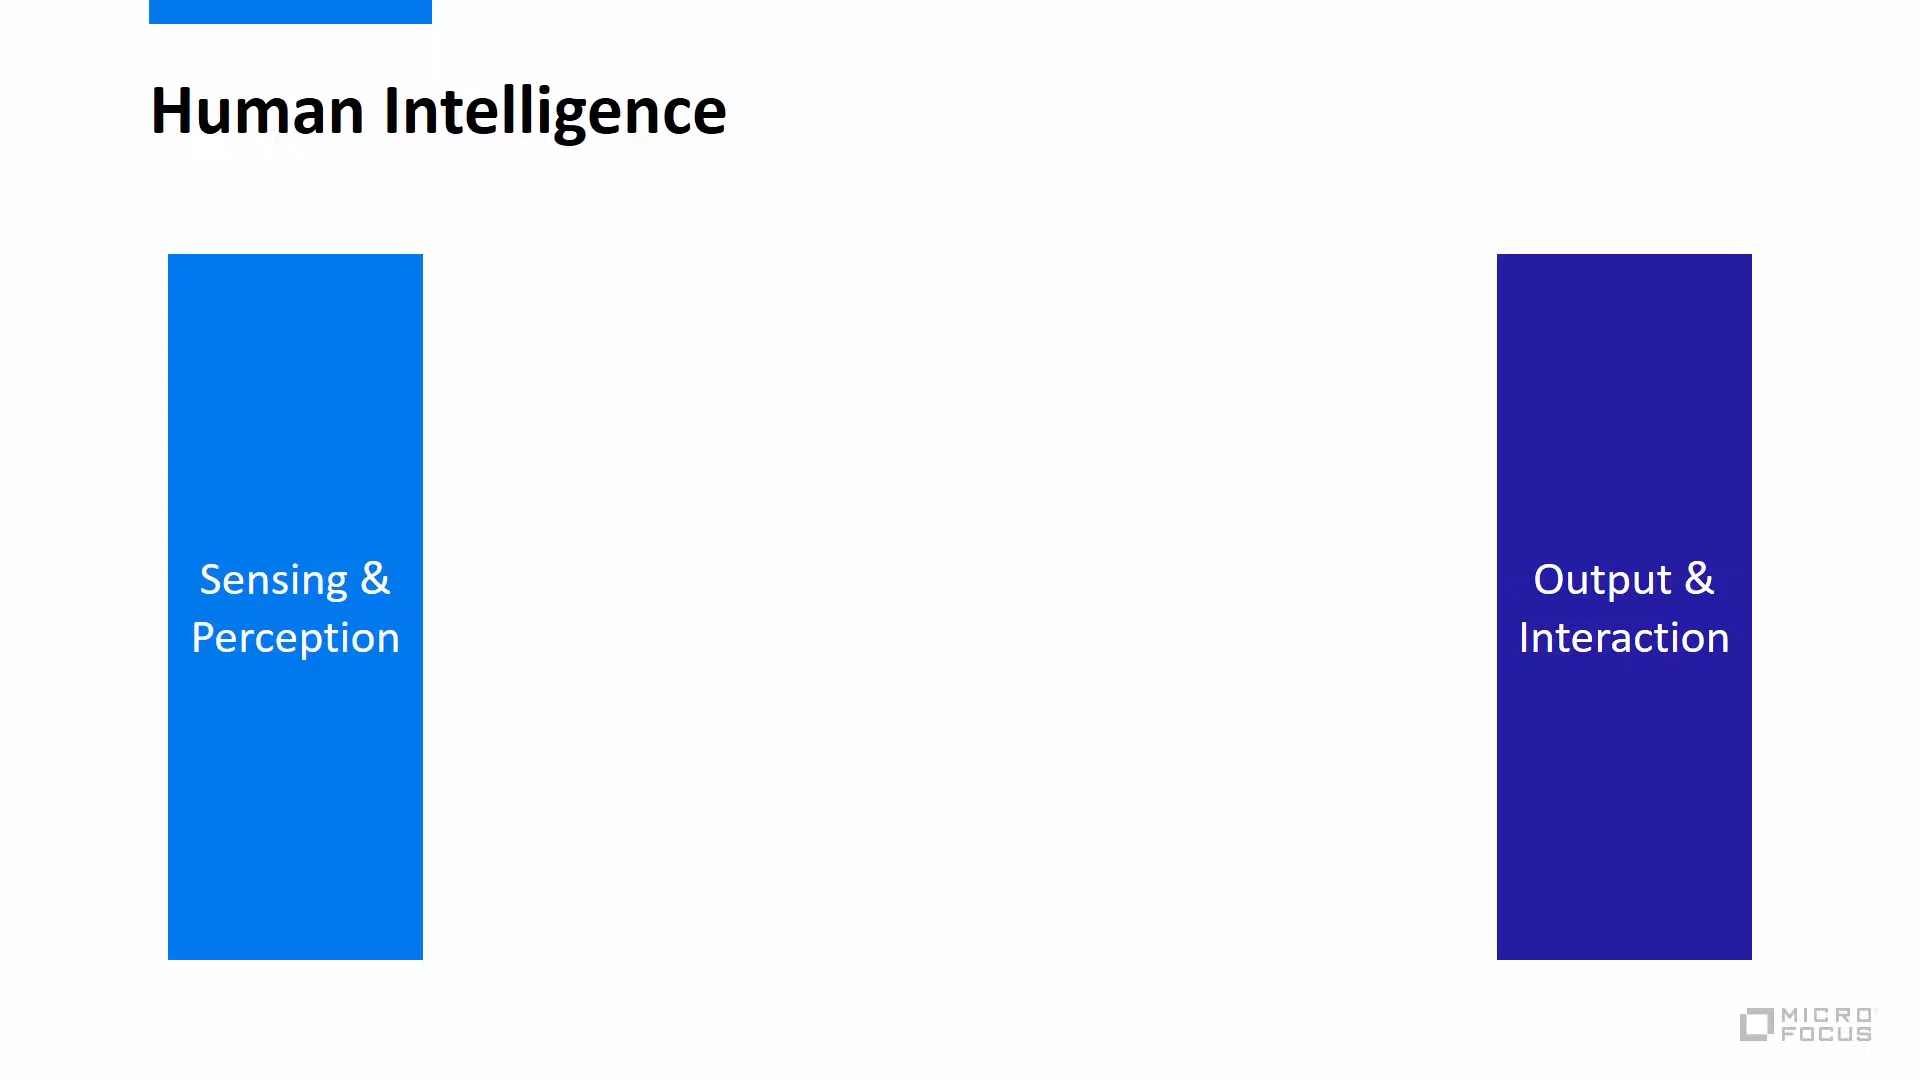 Human Intelligence
Sensing &
Perception
Output &
Interaction
MICRO
FOCUS